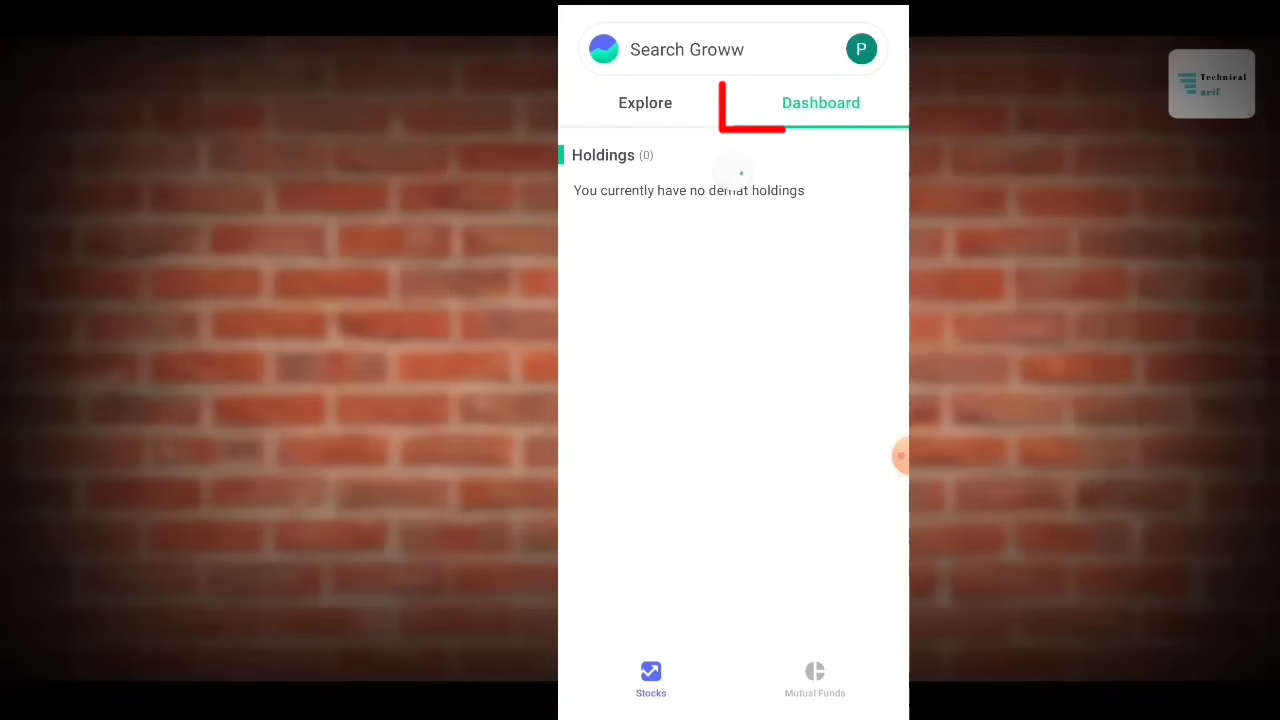 Search Groww
P
Technical
arif
Explore
Dashboard
Holdings (0)
You currently have no demat holdings
Stocks
Mutual Funds